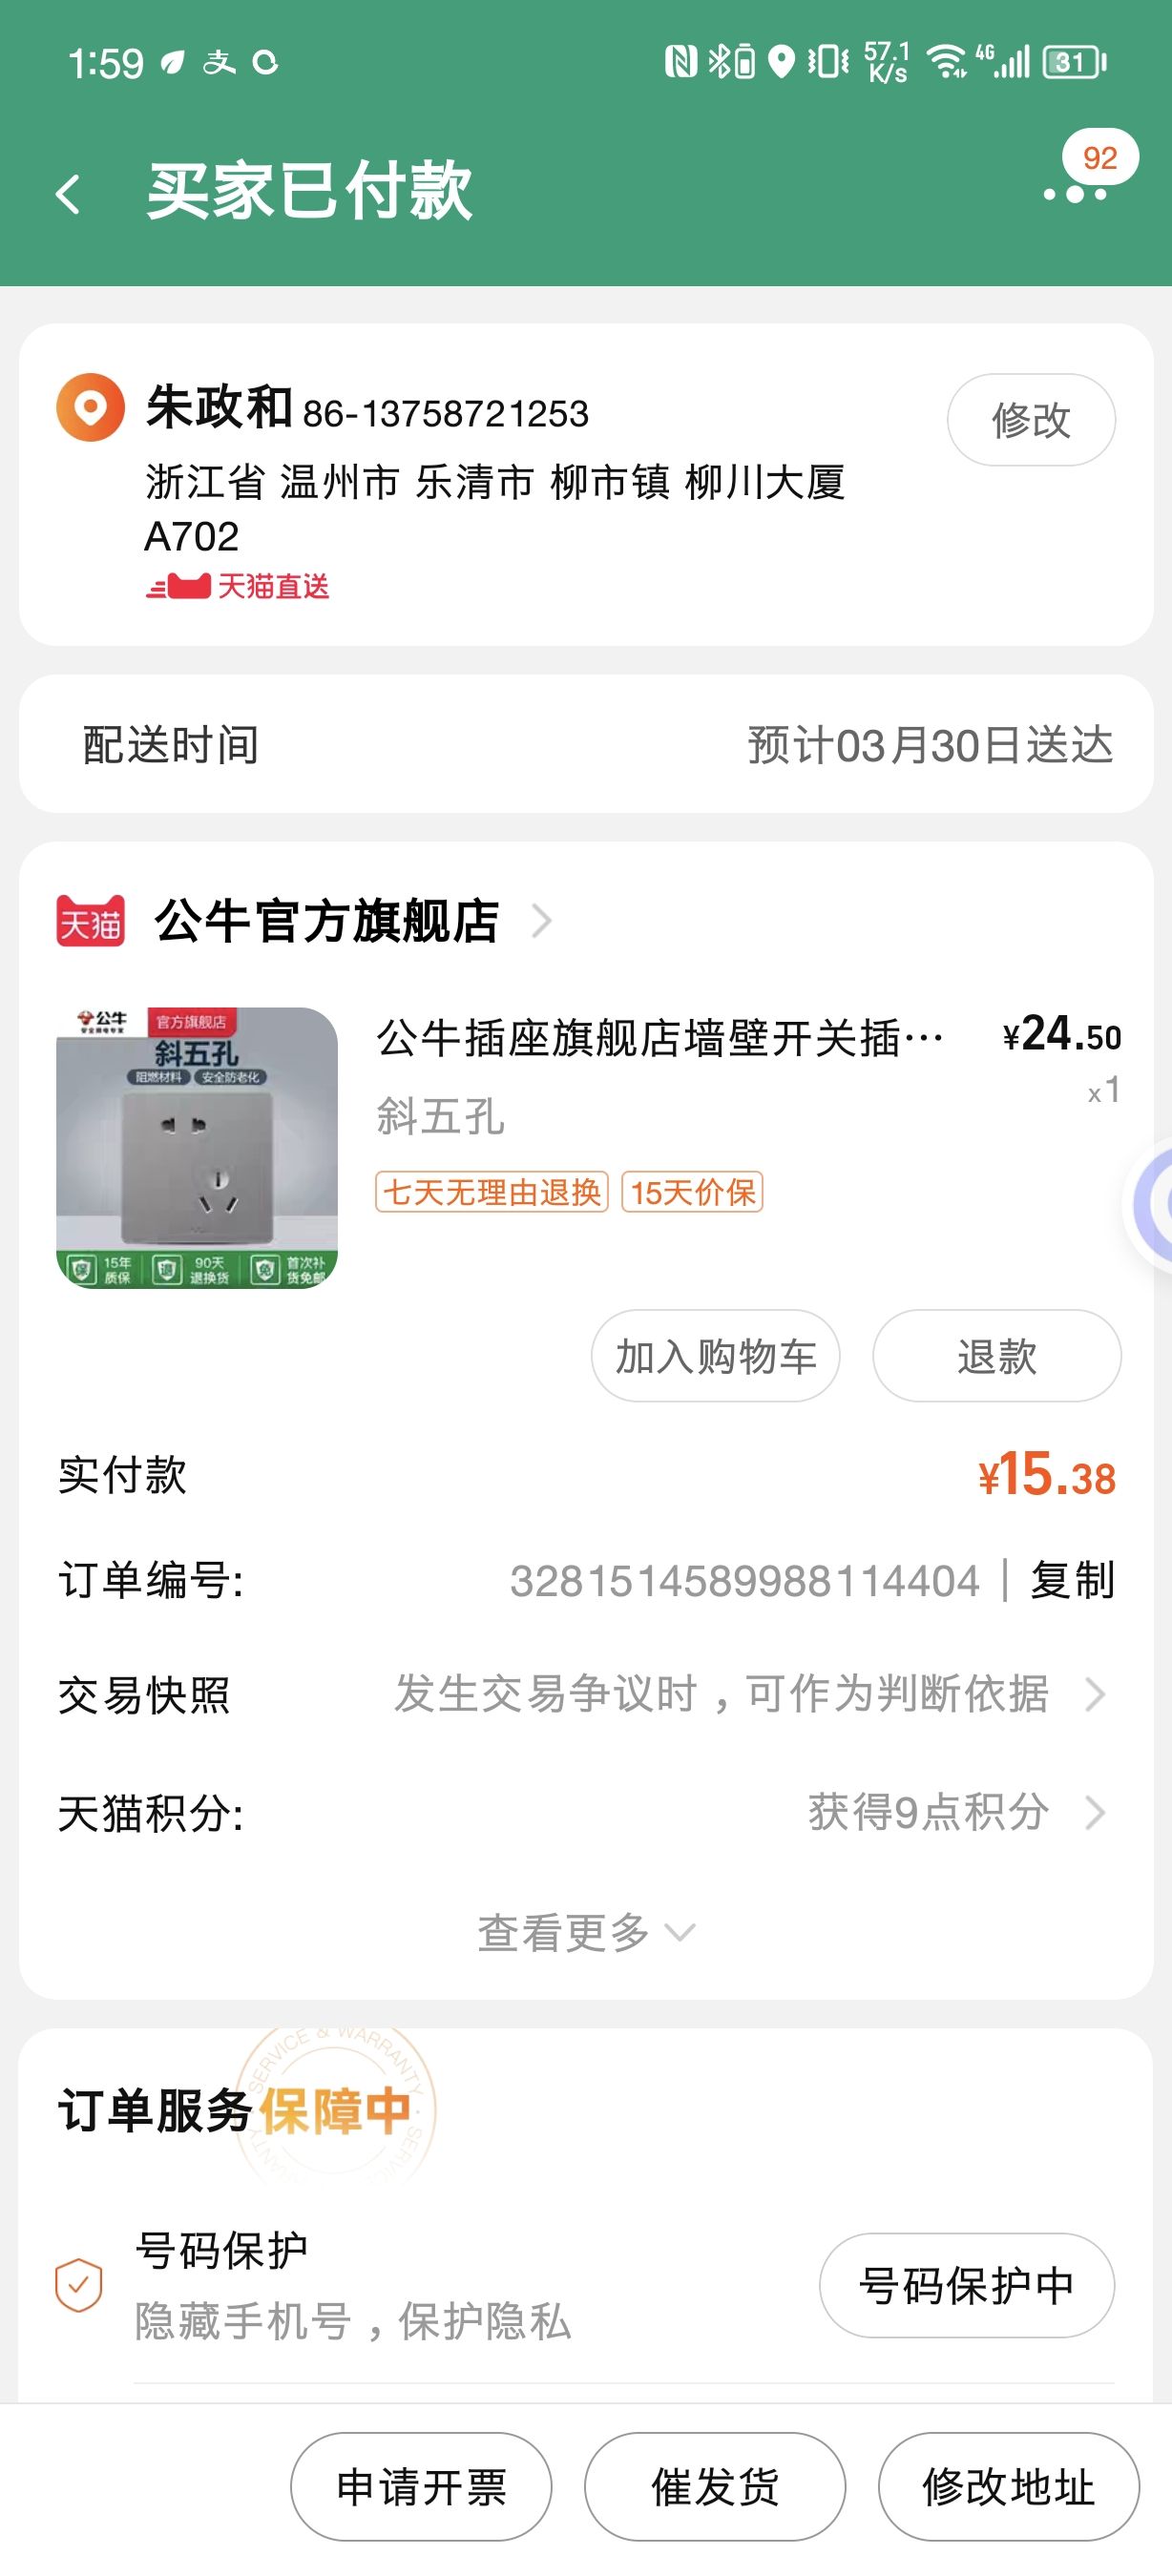 1:59 支 57.1 K/s 4G 31
买家已付款
92
朱政和 86-13758721253
修改
浙江省 温州市 乐清市 柳市镇 柳川大厦
A702
天猫直送
配送时间 预计03月30日送达
天猫 公牛官方旗舰店
公牛 官方旗舰店
斜五孔
阻燃材料 安全防老化
15年 质保 90天 退换货 首次补 货免邮
公牛插座旗舰店墙壁开关插… ¥24.50
x1
斜五孔
七天无理由退换 15天价保
加入购物车 退款
实付款 ¥15.38
订单编号: 3281514589988114404 | 复制
交易快照 发生交易争议时，可作为判断依据
天猫积分: 获得9点积分
查看更多
订单服务 保障中
SERVICE & WARRANTY
号码保护
隐藏手机号，保护隐私
号码保护中
申请开票 催发货 修改地址